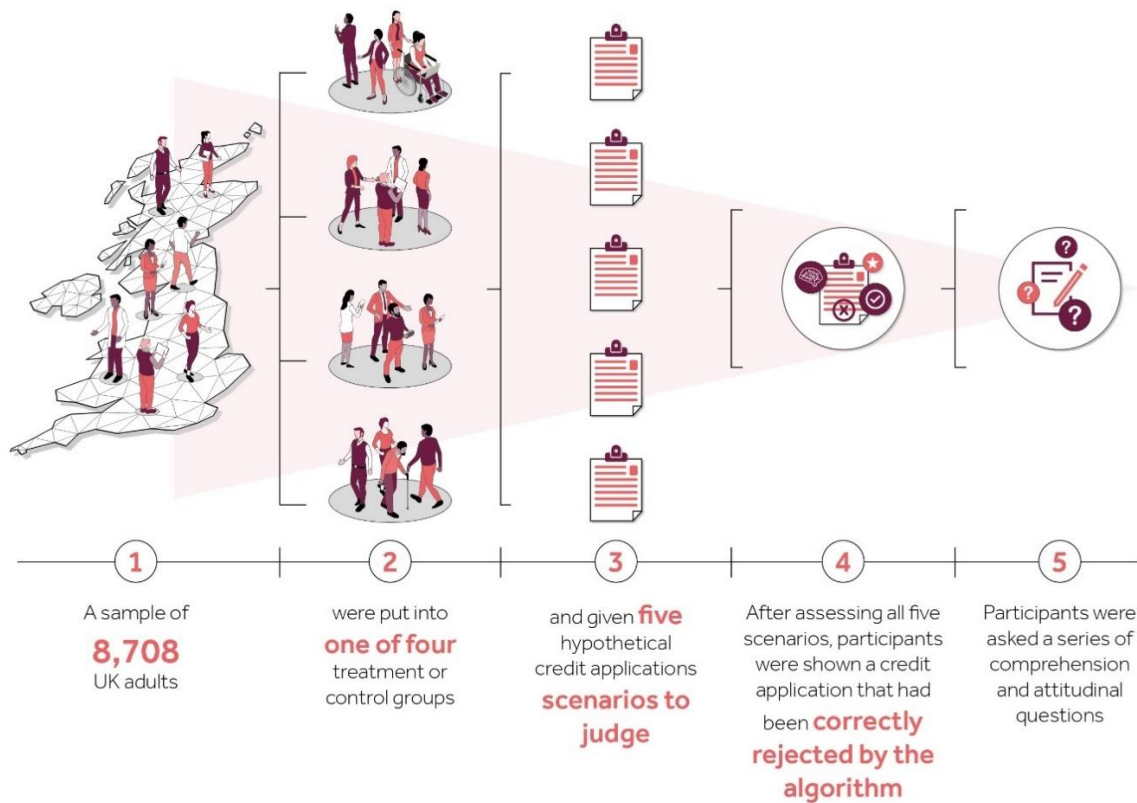 1
A sample of
8,708
UK adults
2
were put into
one of four
treatment or
control groups
3
and given five
hypothetical
credit applications
scenarios to
judge
4
After assessing all five
scenarios, participants
were shown a credit
application that had
been correctly
rejected by the
algorithm
5
Participants were
asked a series of
comprehension
and attitudinal
questions
?
?
?